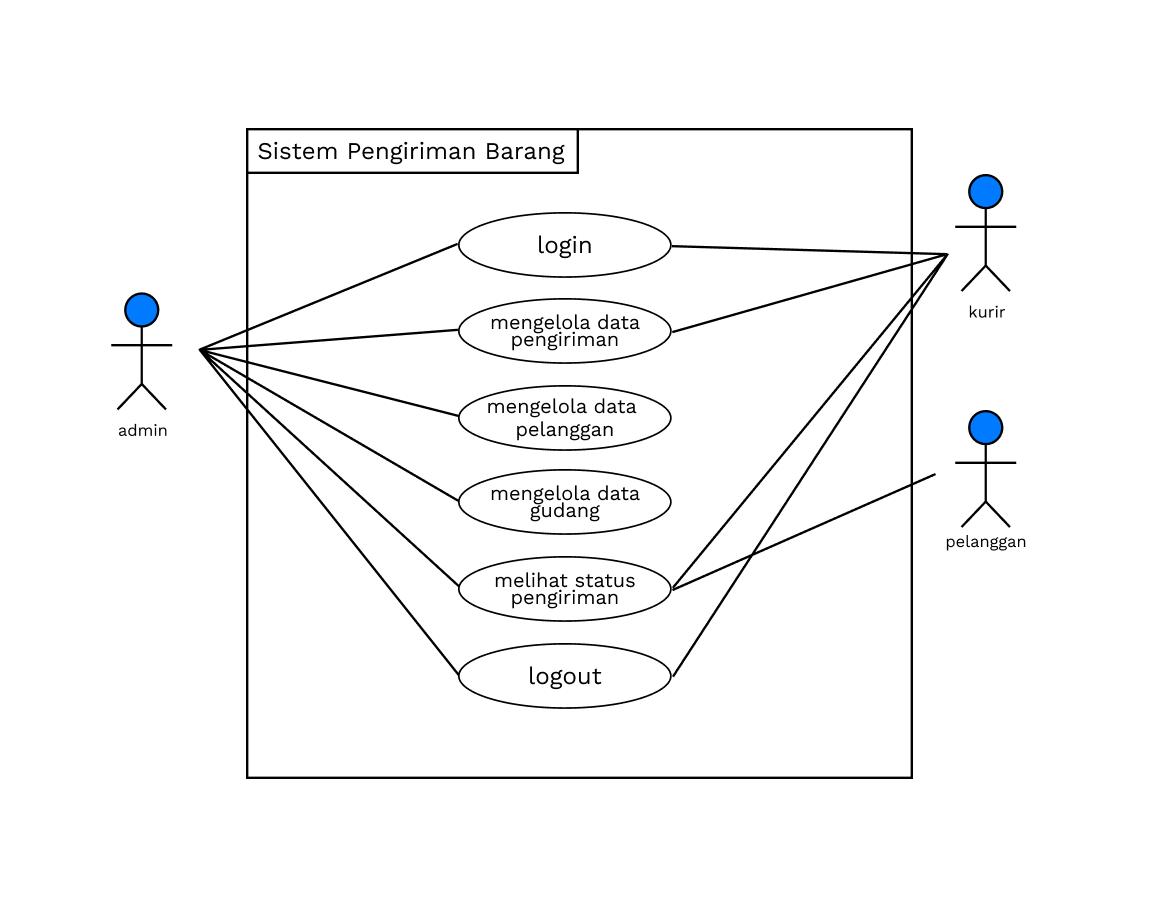 Sistem Pengiriman Barang
login
mengelola data
pengiriman
mengelola data
pelanggan
mengelola data
gudang
melihat status
pengiriman
logout
admin
kurir
pelanggan